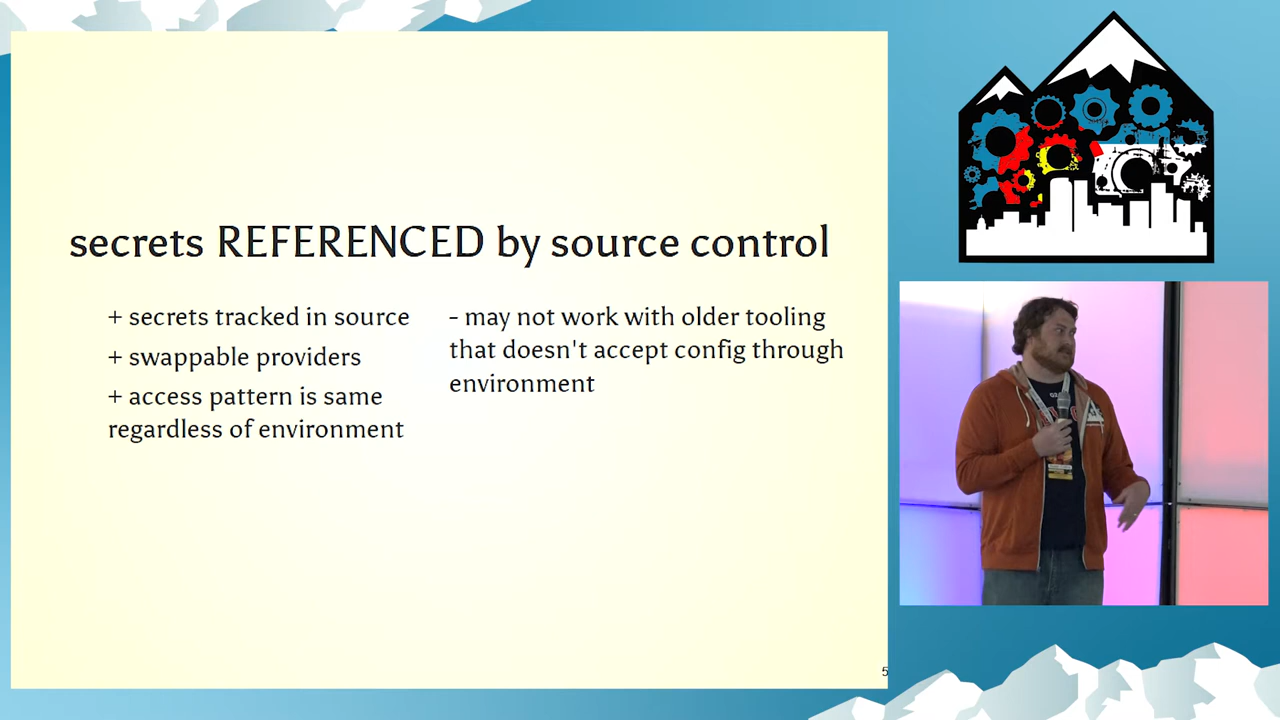 secrets REFERENCED by source control
+ secrets tracked in source
+ swappable providers
+ access pattern is same
regardless of environment
- may not work with older tooling
that doesn't accept config through
environment
5